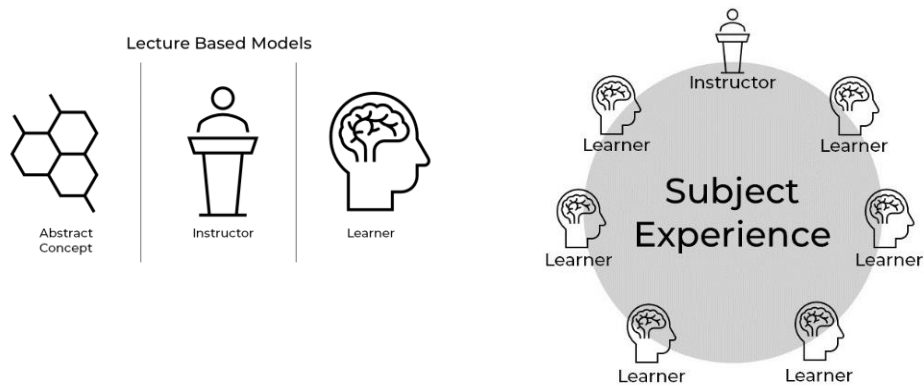 Lecture Based Models
Abstract
Concept
Instructor
Learner
Instructor
Learner
Learner
Subject
Experience
Learner
Learner
Learner
Learner